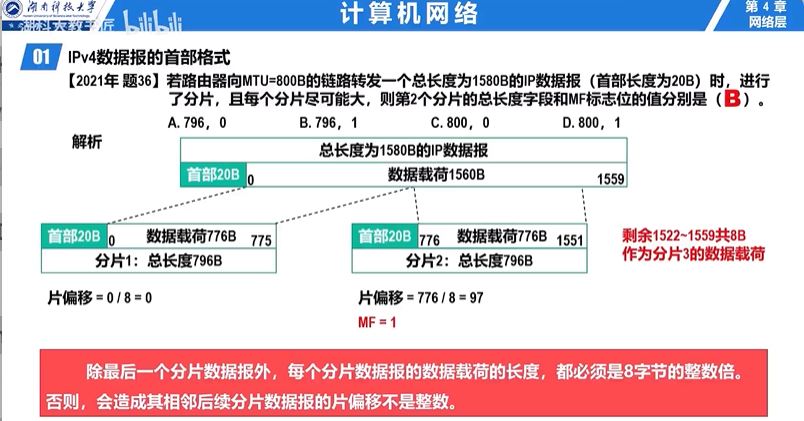 湖南科技大学
计算机网络
第 4 章
网络层
湖科大教书匠 bilibili
01 IPv4数据报的首部格式
【2021年 题36】若路由器向MTU=800B的链路转发一个总长度为1580B的IP数据报（首部长度为20B）时，进行
了分片，且每个分片尽可能大，则第2个分片的总长度字段和MF标志位的值分别是（B）。
A. 796，0 B. 796，1 C. 800，0 D. 800，1
解析
总长度为1580B的IP数据报
首部20B 0 数据载荷1560B 1559
首部20B 0 数据载荷776B 775
首部20B 776 数据载荷776B 1551
剩余1522~1559共8B
作为分片3的数据载荷
分片1：总长度796B
分片2：总长度796B
片偏移 = 0 / 8 = 0
片偏移 = 776 / 8 = 97
MF = 1
除最后一个分片数据报外，每个分片数据报的数据载荷的长度，都必须是8字节的整数倍。
否则，会造成其相邻后续分片数据报的片偏移不是整数。